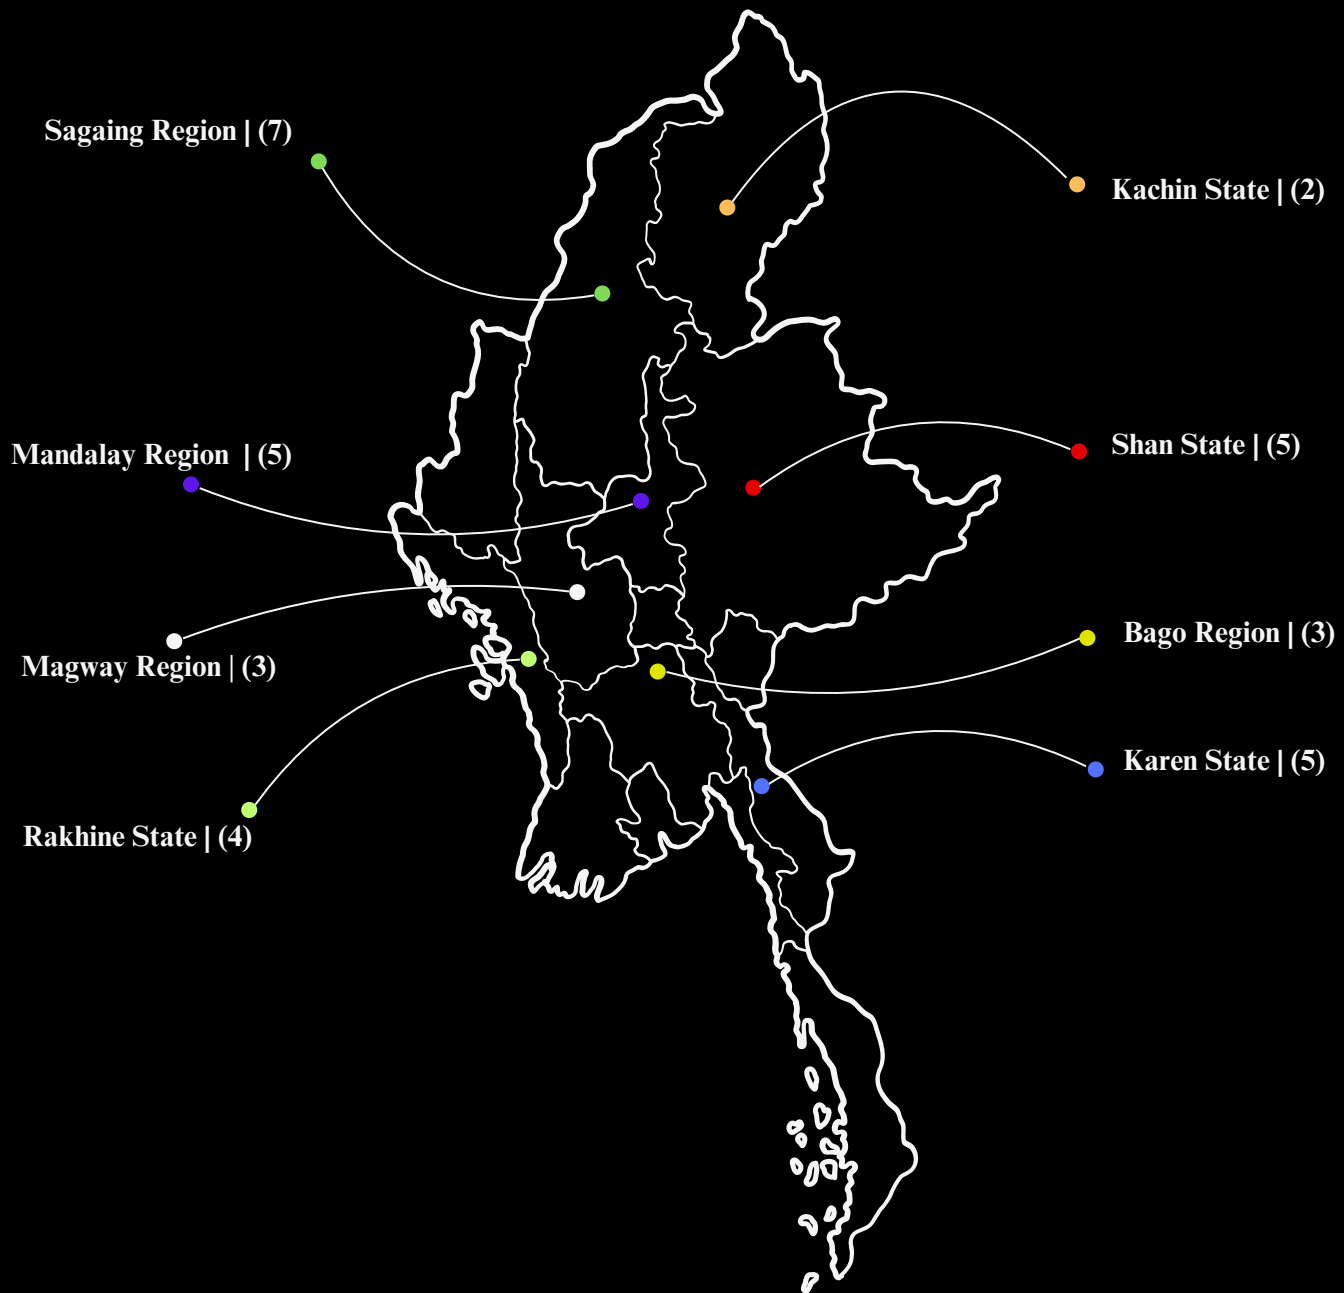 Sagaing Region | (7)
Kachin State | (2)
Mandalay Region | (5)
Shan State | (5)
Magway Region | (3)
Bago Region | (3)
Karen State | (5)
Rakhine State | (4)